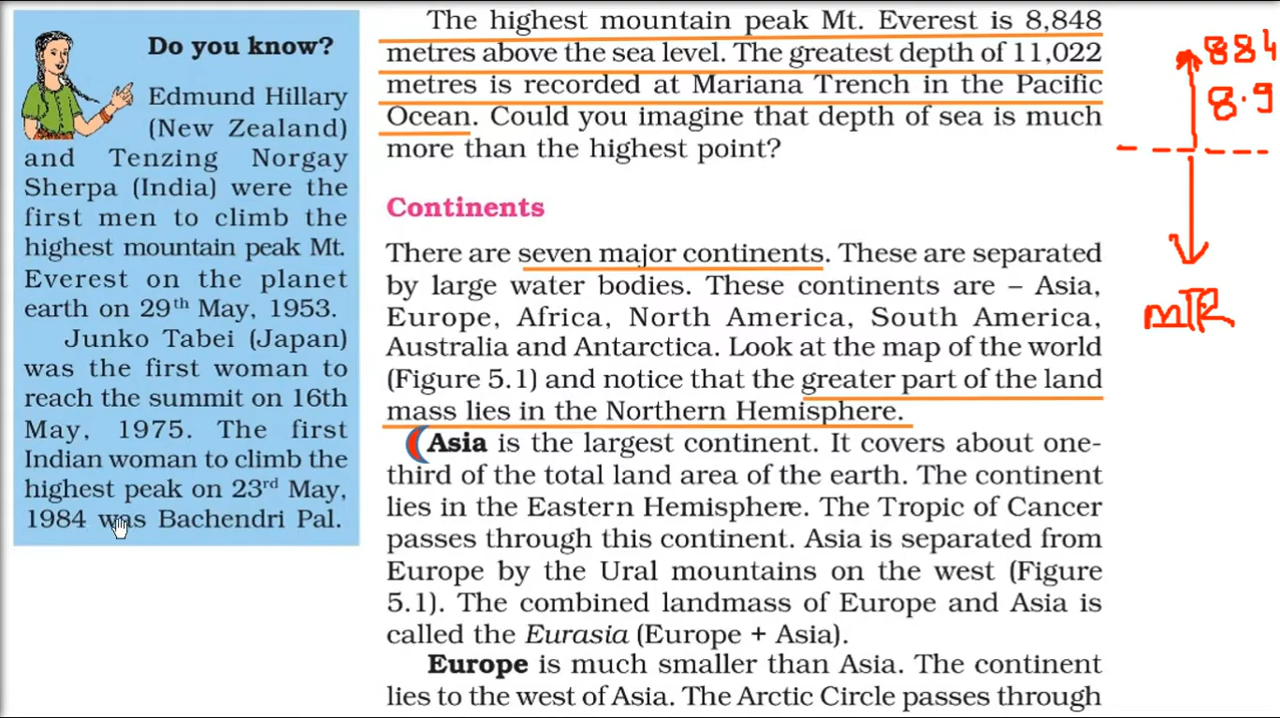 Do you know?
Edmund Hillary
(New Zealand)
and Tenzing Norgay
Sherpa (India) were the
first men to climb the
highest mountain peak Mt.
Everest on the planet
earth on 29th May, 1953.
Junko Tabei (Japan)
was the first woman to
reach the summit on 16th
May, 1975. The first
Indian woman to climb the
highest peak on 23rd May,
1984 was Bachendri Pal.
The highest mountain peak Mt. Everest is 8,848
metres above the sea level. The greatest depth of 11,022
metres is recorded at Mariana Trench in the Pacific
Ocean. Could you imagine that depth of sea is much
more than the highest point?
Continents
There are seven major continents. These are separated
by large water bodies. These continents are – Asia,
Europe, Africa, North America, South America,
Australia and Antarctica. Look at the map of the world
(Figure 5.1) and notice that the greater part of the land
mass lies in the Northern Hemisphere.
Asia is the largest continent. It covers about one-
third of the total land area of the earth. The continent
lies in the Eastern Hemisphere. The Tropic of Cancer
passes through this continent. Asia is separated from
Europe by the Ural mountains on the west (Figure
5.1). The combined landmass of Europe and Asia is
called the Eurasia (Europe + Asia).
Europe is much smaller than Asia. The continent
lies to the west of Asia. The Arctic Circle passes through
884
8.9
MTR